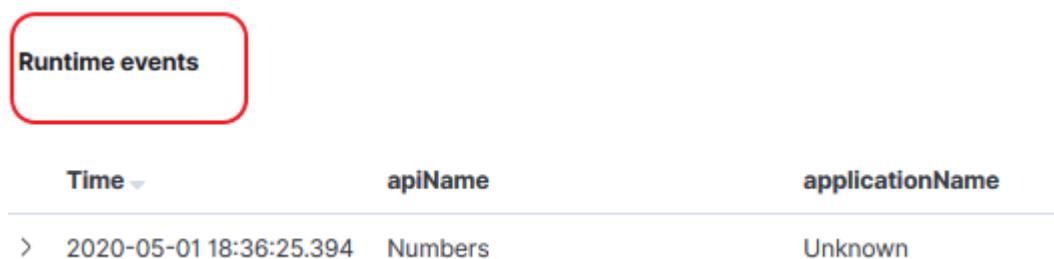 Runtime events
Time apiName applicationName
2020-05-01 18:36:25.394 Numbers Unknown